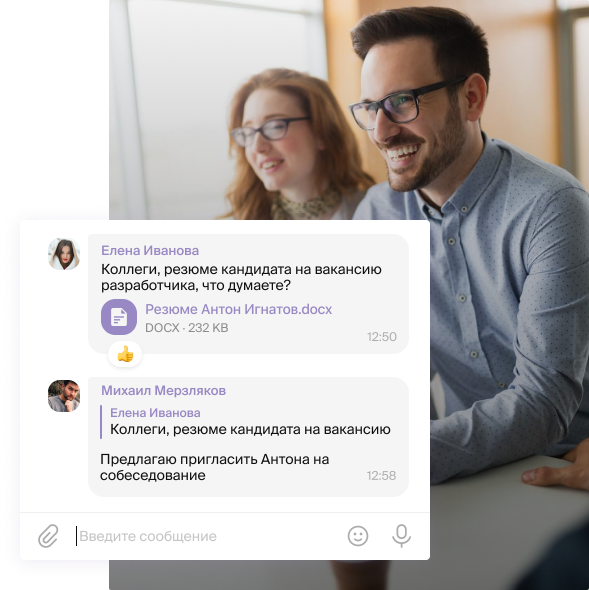 Елена Иванова
Коллеги, резюме кандидата на вакансию
разработчика, что думаете?
Резюме Антон Игнатов.docx
DOCX · 232 KB
12:50
Михаил Мерзляков
Елена Иванова
Коллеги, резюме кандидата на вакансию
Предлагаю пригласить Антона на
собеседование
12:58
Введите сообщение